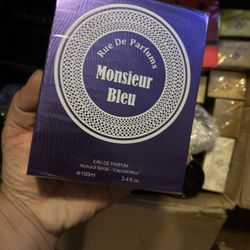 Rue De Parfums
Monsieur
Bleu
EAU DE PARFUM
Natural Spray / Vaporisateur
℮100ml 3.4 fl.oz